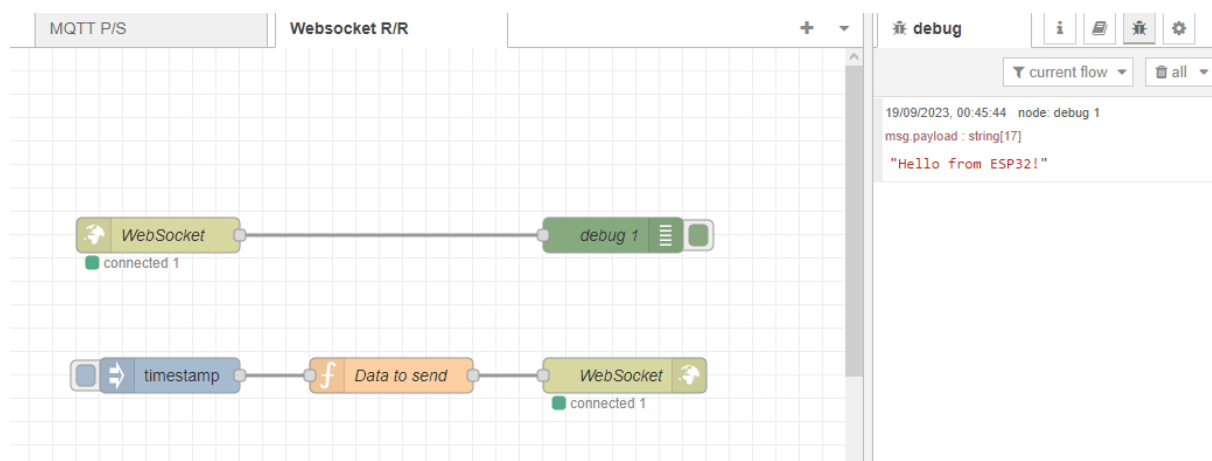 MQTT P/S
Websocket R/R
debug
i
current flow
all
19/09/2023, 00:45:44 node: debug 1
msg.payload : string[17]
"Hello from ESP32!"
WebSocket
debug 1
connected 1
timestamp
f
Data to send
WebSocket
connected 1